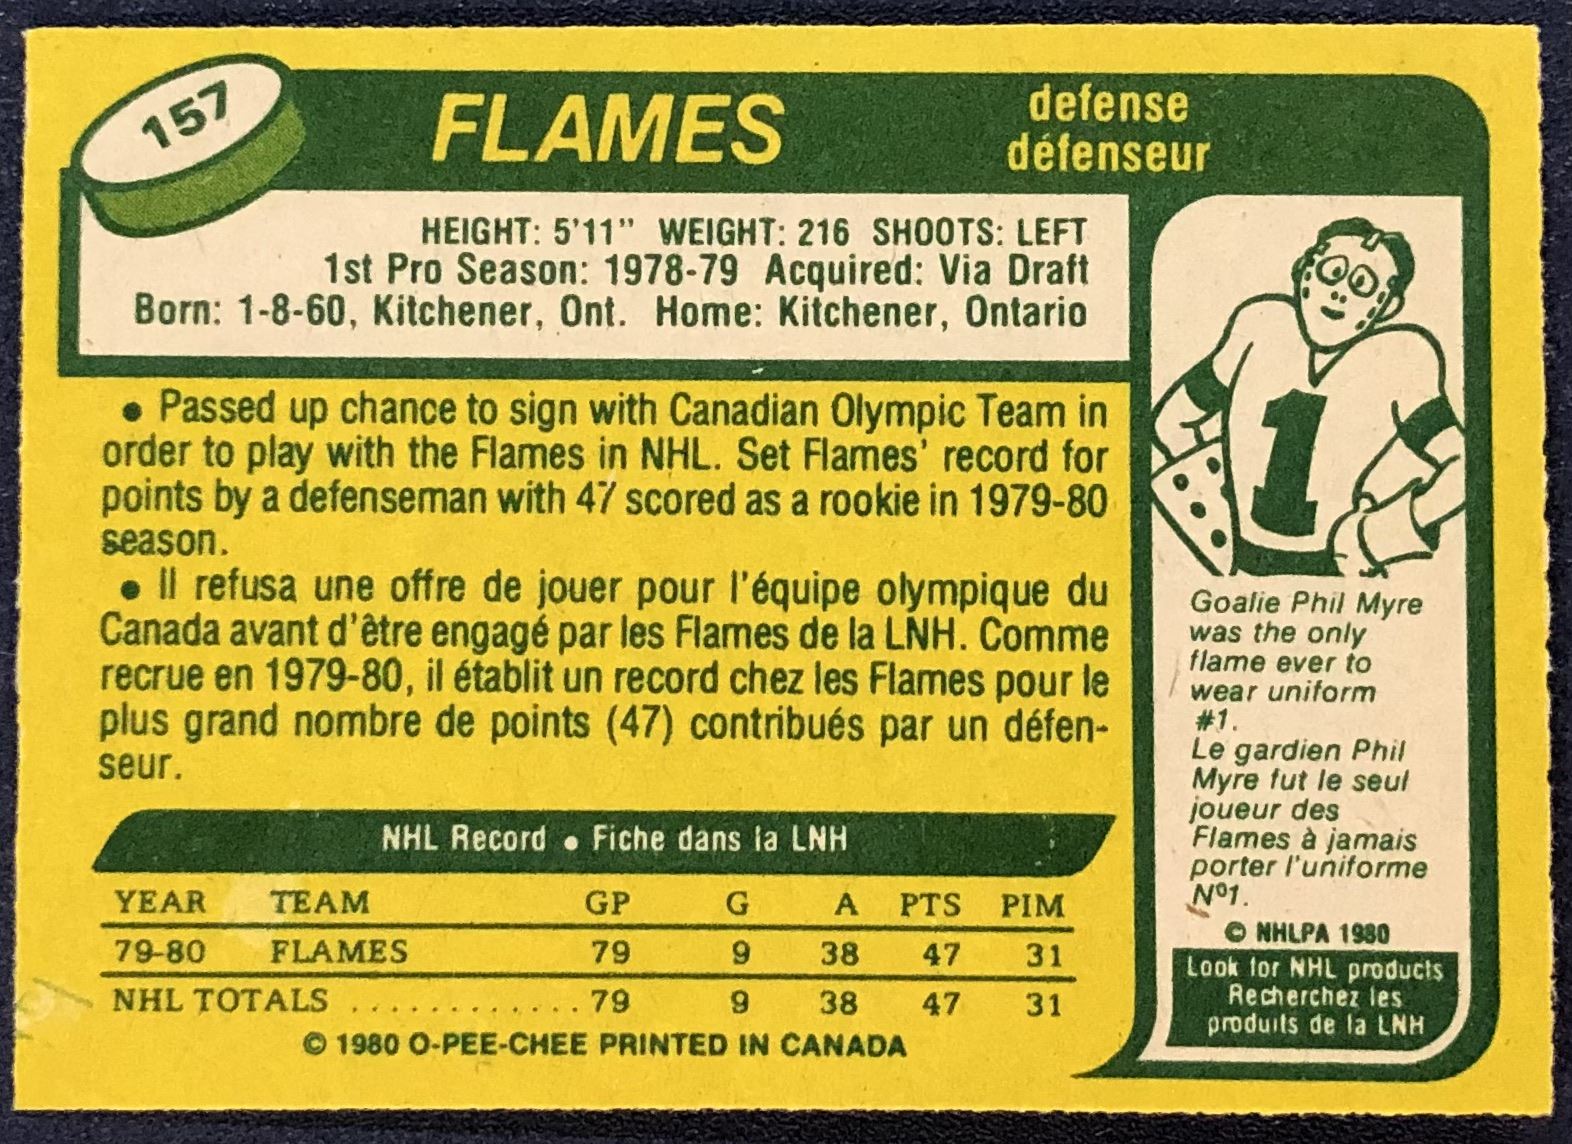 157
FLAMES
defense
défenseur
HEIGHT: 5'11" WEIGHT: 216 SHOOTS: LEFT
1st Pro Season: 1978-79 Acquired: Via Draft
Born: 1-8-60, Kitchener, Ont. Home: Kitchener, Ontario
• Passed up chance to sign with Canadian Olympic Team in
order to play with the Flames in NHL. Set Flames' record for
points by a defenseman with 47 scored as a rookie in 1979-80
season.
• Il refusa une offre de jouer pour l'équipe olympique du
Canada avant d'être engagé par les Flames de la LNH. Comme
recrue en 1979-80, il établit un record chez les Flames pour le
plus grand nombre de points (47) contribués par un défen-
seur.
NHL Record • Fiche dans la LNH
YEAR TEAM GP G A PTS PIM
79-80 FLAMES 79 9 38 47 31
NHL TOTALS ............ 79 9 38 47 31
© 1980 O-PEE-CHEE PRINTED IN CANADA
1
Goalie Phil Myre
was the only
flame ever to
wear uniform
#1.
Le gardien Phil
Myre fut le seul
joueur des
Flames à jamais
porter l'uniforme
Nº1.
© NHLPA 1980
Look for NHL products
Recherchez les
produits de la LNH